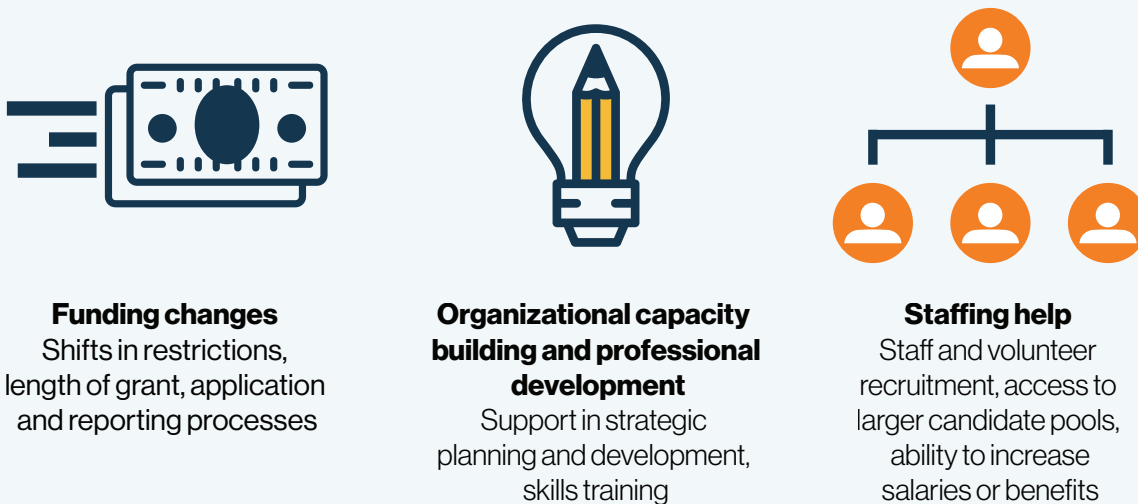 Funding changes
Shifts in restrictions,
length of grant, application
and reporting processes
Organizational capacity
building and professional
development
Support in strategic
planning and development,
skills training
Staffing help
Staff and volunteer
recruitment, access to
larger candidate pools,
ability to increase
salaries or benefits